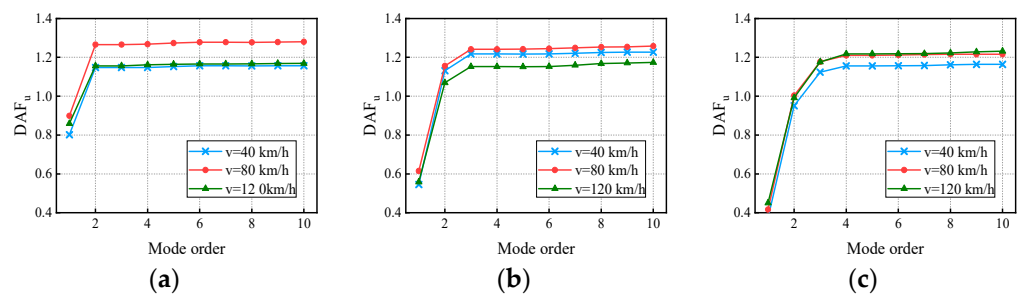 1.4
1.2
1.0
0.8
0.6
0.4
DAFu
v=40 km/h
v=80 km/h
v=12 0km/h
2 4 6 8 10
Mode order
(a)
1.4
1.2
1.0
0.8
0.6
0.4
DAFu
v=40 km/h
v=80 km/h
v=120 km/h
2 4 6 8 10
Mode order
(b)
1.4
1.2
1.0
0.8
0.6
0.4
DAFu
v=40 km/h
v=80 km/h
v=120 km/h
2 4 6 8 10
Mode order
(c)